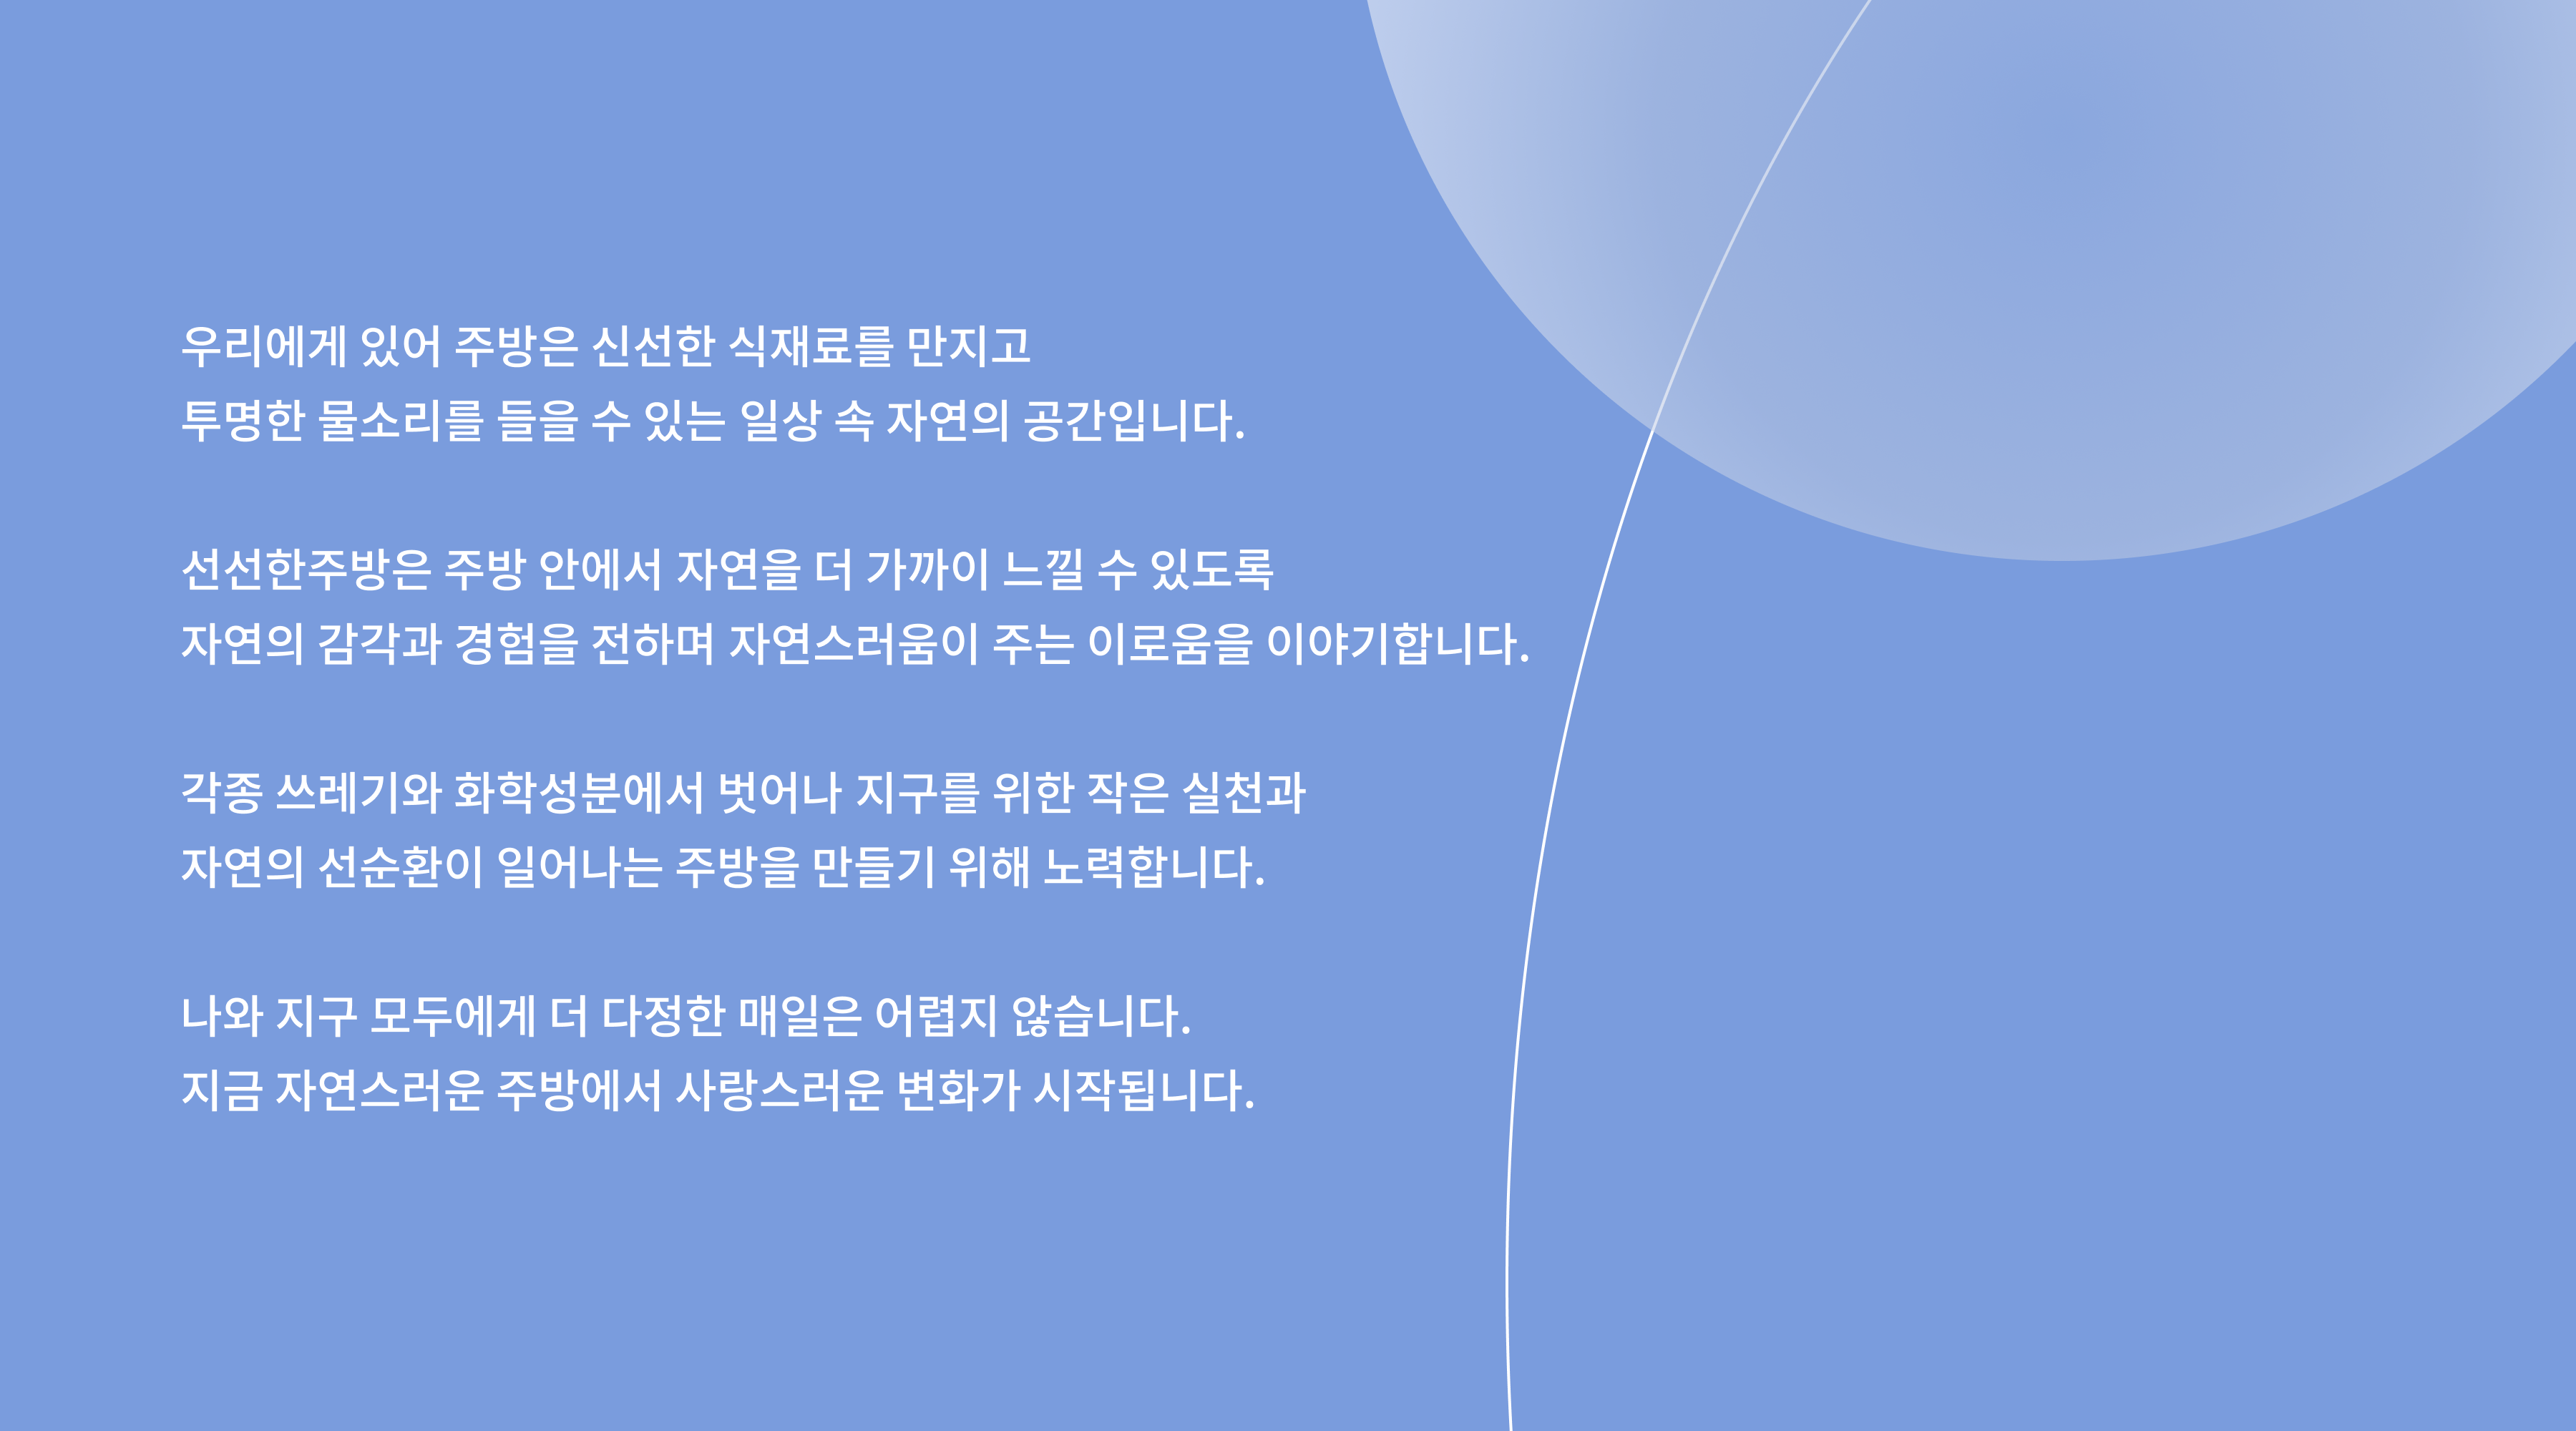 우리에게 있어 주방은 신선한 식재료를 만지고
투명한 물소리를 들을 수 있는 일상 속 자연의 공간입니다.
선선한주방은 주방 안에서 자연을 더 가까이 느낄 수 있도록
자연의 감각과 경험을 전하며 자연스러움이 주는 이로움을 이야기합니다.
각종 쓰레기와 화학성분에서 벗어나 지구를 위한 작은 실천과
자연의 선순환이 일어나는 주방을 만들기 위해 노력합니다.
나와 지구 모두에게 더 다정한 매일은 어렵지 않습니다.
지금 자연스러운 주방에서 사랑스러운 변화가 시작됩니다.